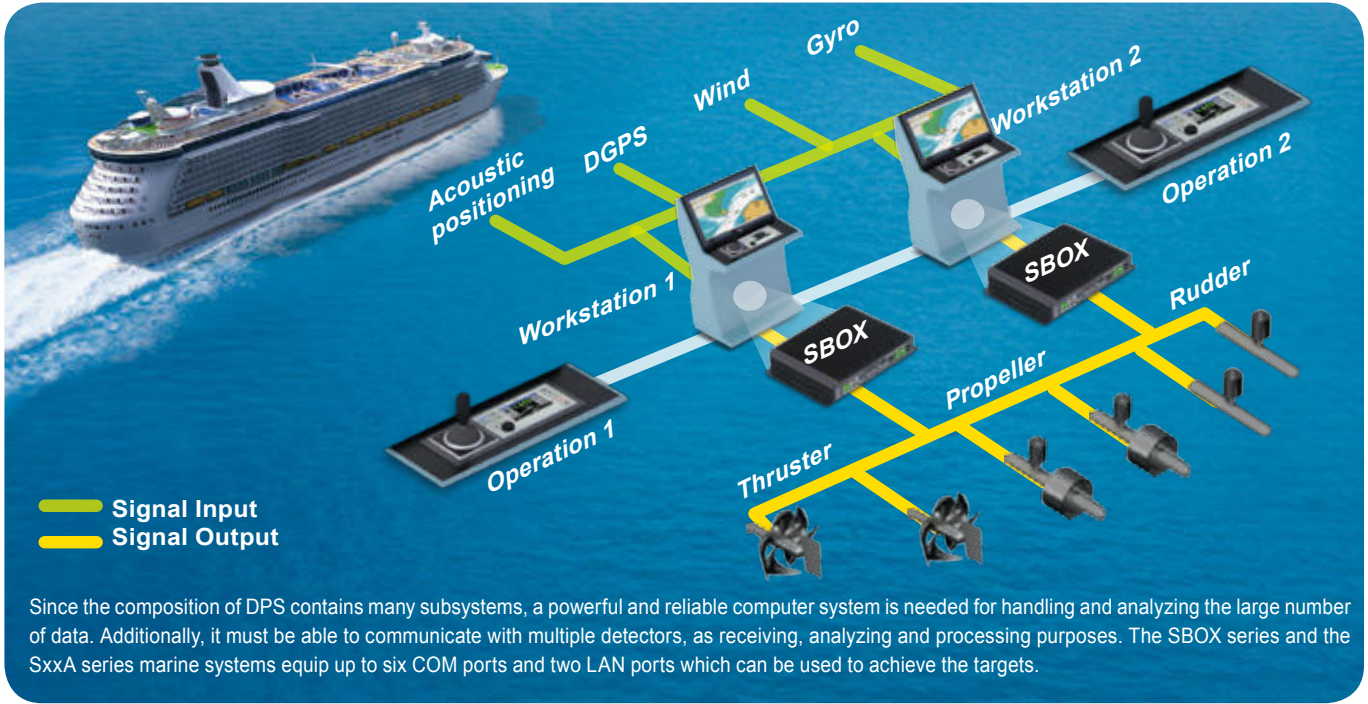 Gyro
Wind
Workstation 2
DGPS
Acoustic
positioning
Operation 2
SBOX
Workstation 1
Rudder
SBOX
Propeller
Operation 1
Thruster
Signal Input
Signal Output
Since the composition of DPS contains many subsystems, a powerful and reliable computer system is needed for handling and analyzing the large number
of data. Additionally, it must be able to communicate with multiple detectors, as receiving, analyzing and processing purposes. The SBOX series and the
SxxA series marine systems equip up to six COM ports and two LAN ports which can be used to achieve the targets.